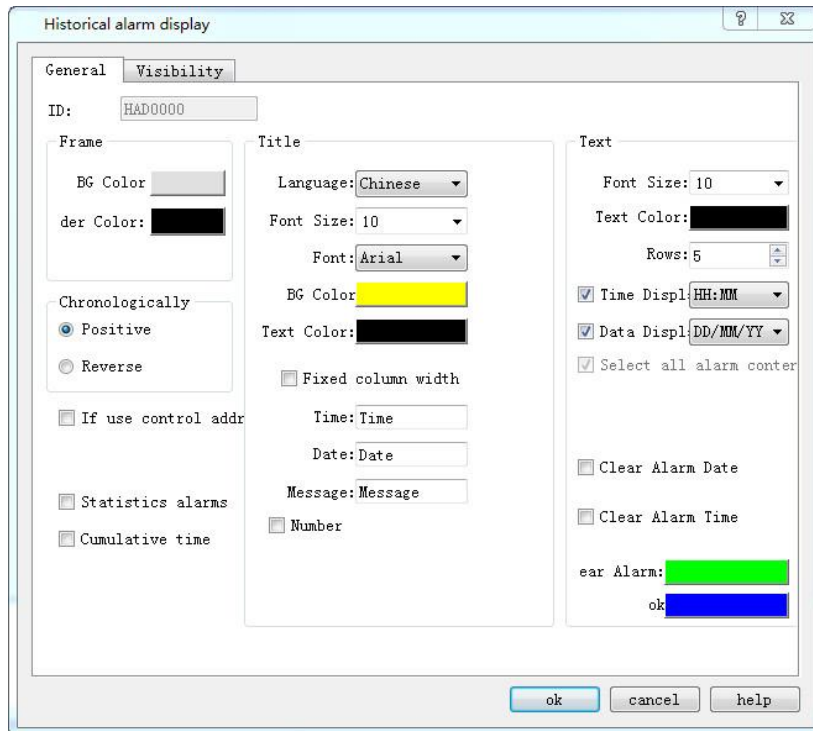 Historical alarm display
General
Visibility
ID:
HAD0000
Frame
BG Color
der Color:
Chronologically
Positive
Reverse
If use control addr
Statistics alarms
Cumulative time
Title
Language: Chinese
Font Size: 10
Font: Arial
BG Color
Text Color:
Fixed column width
Time: Time
Date: Date
Message: Message
Number
Text
Font Size: 10
Text Color:
Rows: 5
Time Displ: HH:MM
Data Displ: DD/MM/YY
Select all alarm conter
Clear Alarm Date
Clear Alarm Time
ear Alarm:
ok
ok
cancel
help